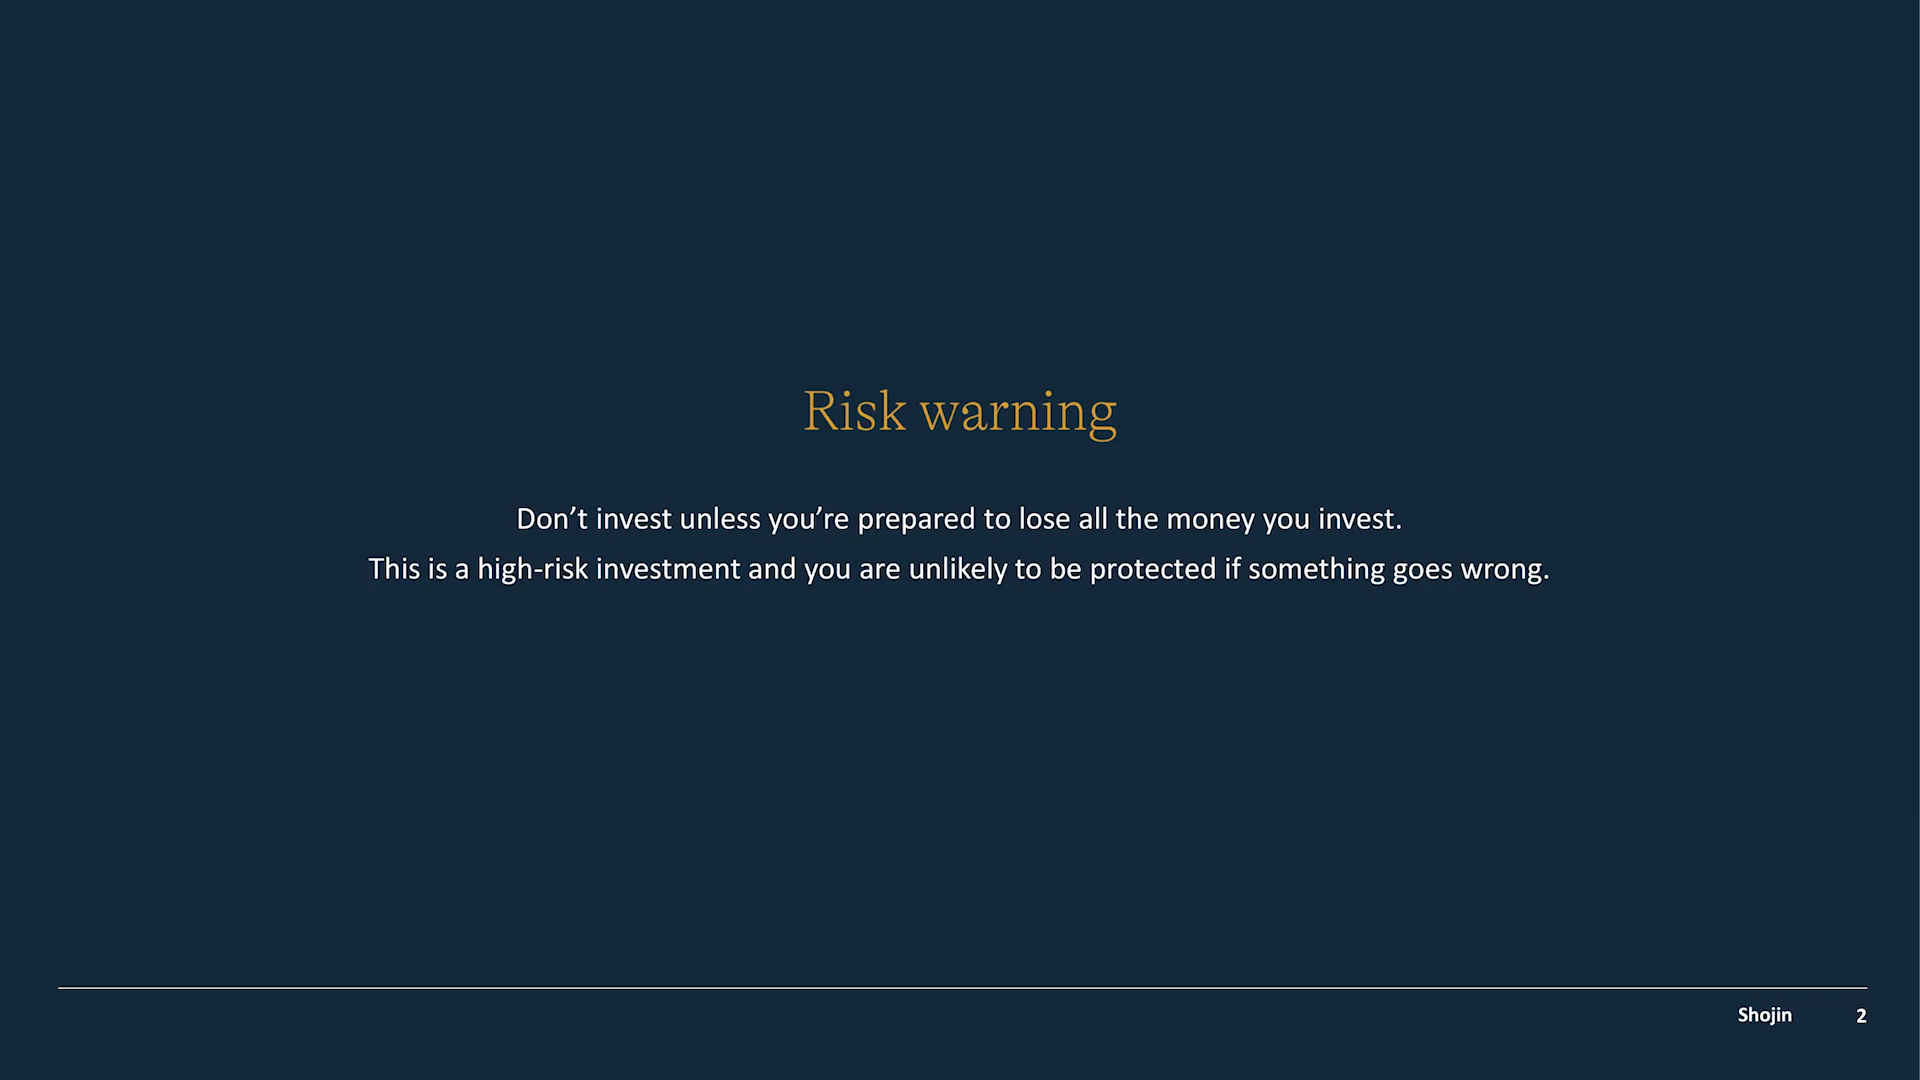 Risk warning
Don’t invest unless you’re prepared to lose all the money you invest.
This is a high-risk investment and you are unlikely to be protected if something goes wrong.
Shojin 2